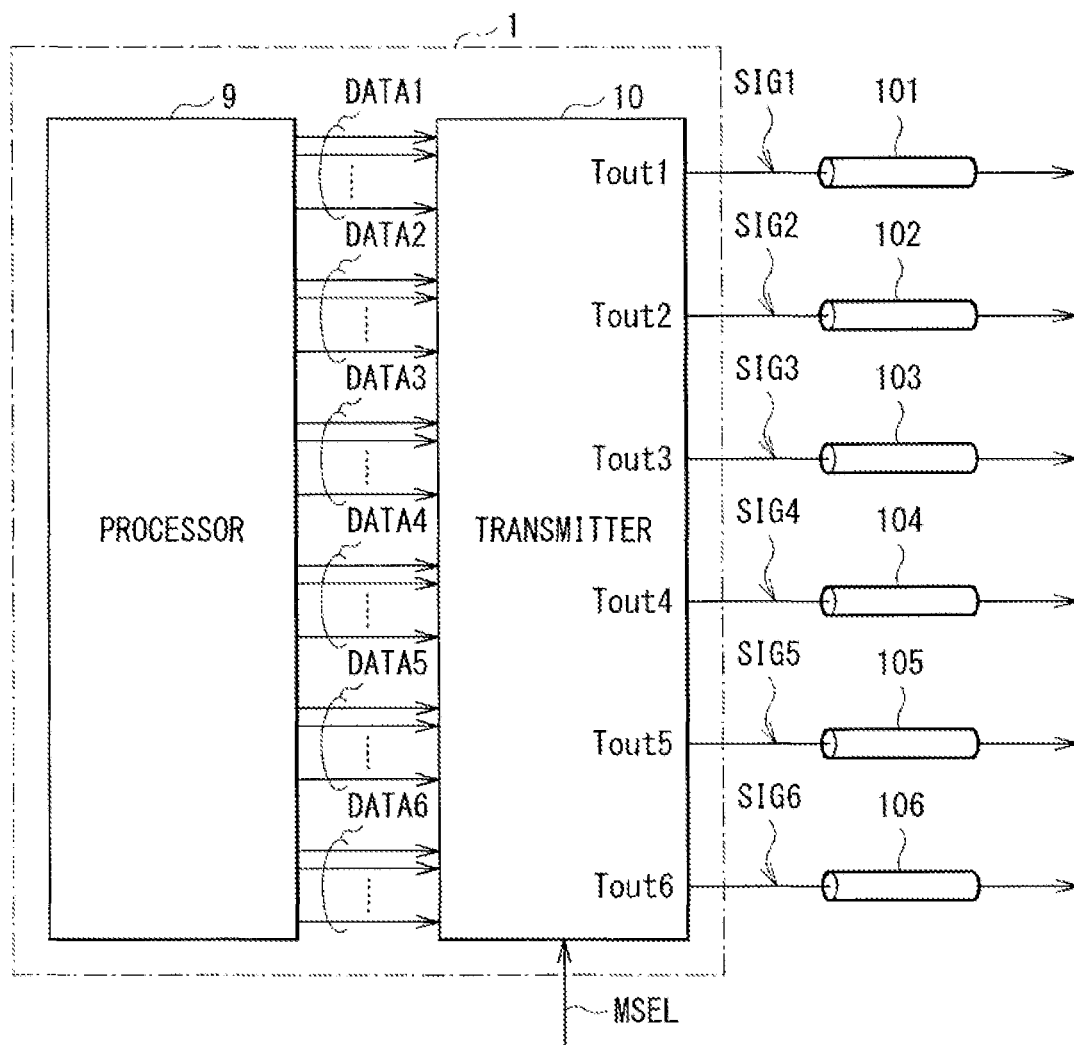 1
9
DATA1
10
SIG1
101
Tout1
DATA2
SIG2
102
Tout2
DATA3
SIG3
103
Tout3
PROCESSOR
DATA4
TRANSMITTER
SIG4
104
Tout4
DATA5
SIG5
105
Tout5
DATA6
SIG6
106
Tout6
MSEL